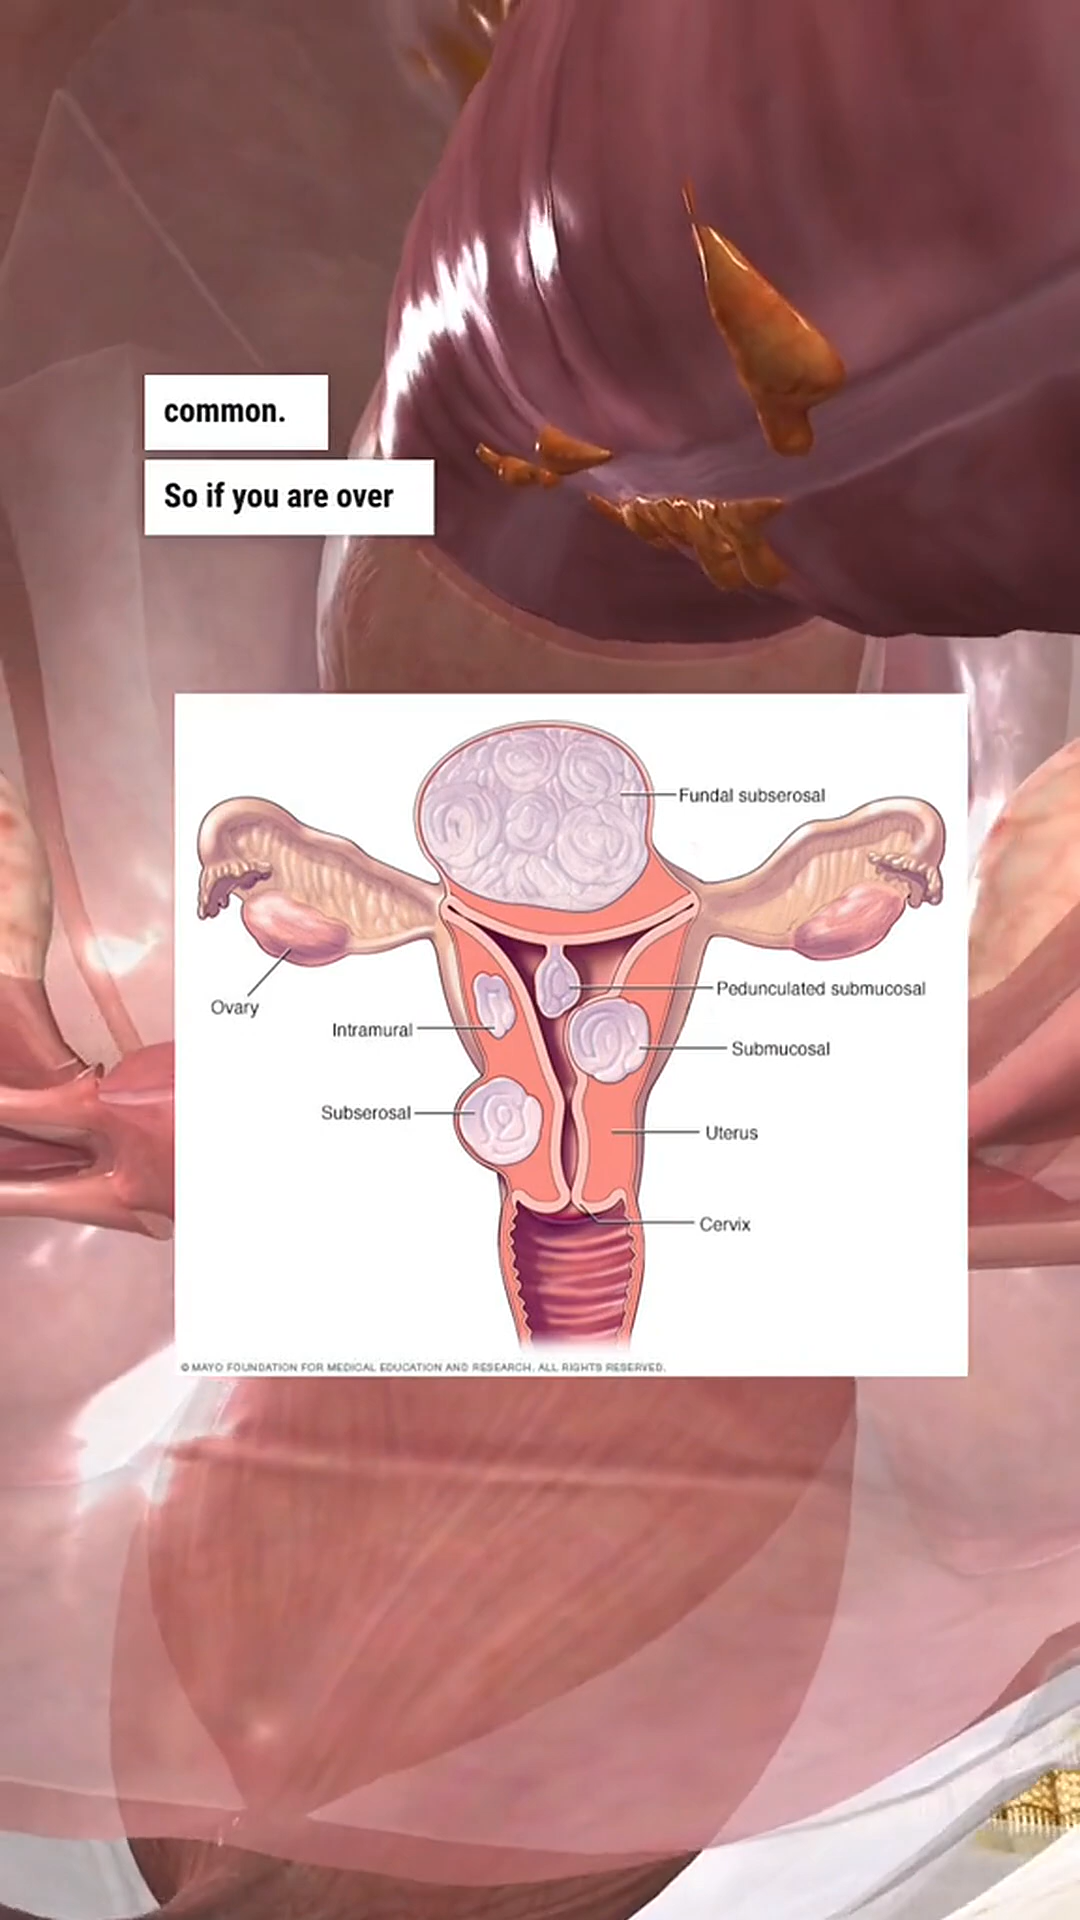 common.
So if you are over
Fundal subserosal
Pedunculated submucosal
Ovary
Intramural
Submucosal
Subserosal
Uterus
Cervix
© MAYO FOUNDATION FOR MEDICAL EDUCATION AND RESEARCH. ALL RIGHTS RESERVED.